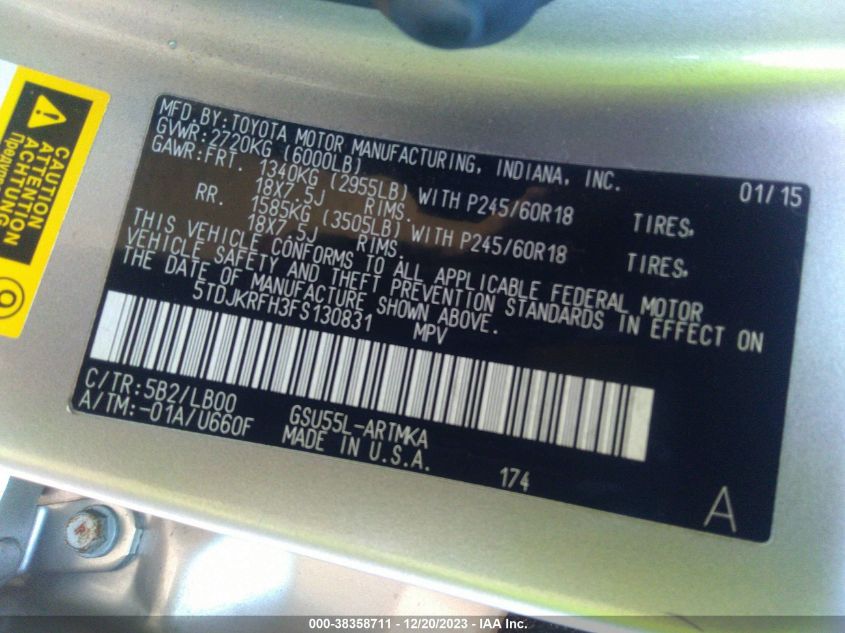 CAUTION
ATTENTION
ACHTUNG
MFD. BY: TOYOTA MOTOR MANUFACTURING, INDIANA, INC. 01/15
GVWR: 2720KG (6000LB)
GAWR: FRT. 1340KG (2955LB) WITH P245/60R18 TIRES,
18X7.5J RIMS.
RR. 1585KG (3505LB) WITH P245/60R18 TIRES,
18X7.5J RIMS.
THIS VEHICLE CONFORMS TO ALL APPLICABLE FEDERAL MOTOR
VEHICLE SAFETY AND THEFT PREVENTION STANDARDS IN EFFECT ON
THE DATE OF MANUFACTURE SHOWN ABOVE.
5TDJKRFH3FS130831 MPV
C/TR: 5B2/LB00 GSU55L-ARTMKA
A/TM: -01A/U660F MADE IN U.S.A.
174
A
000-38358711 - 12/20/2023 - IAA Inc.